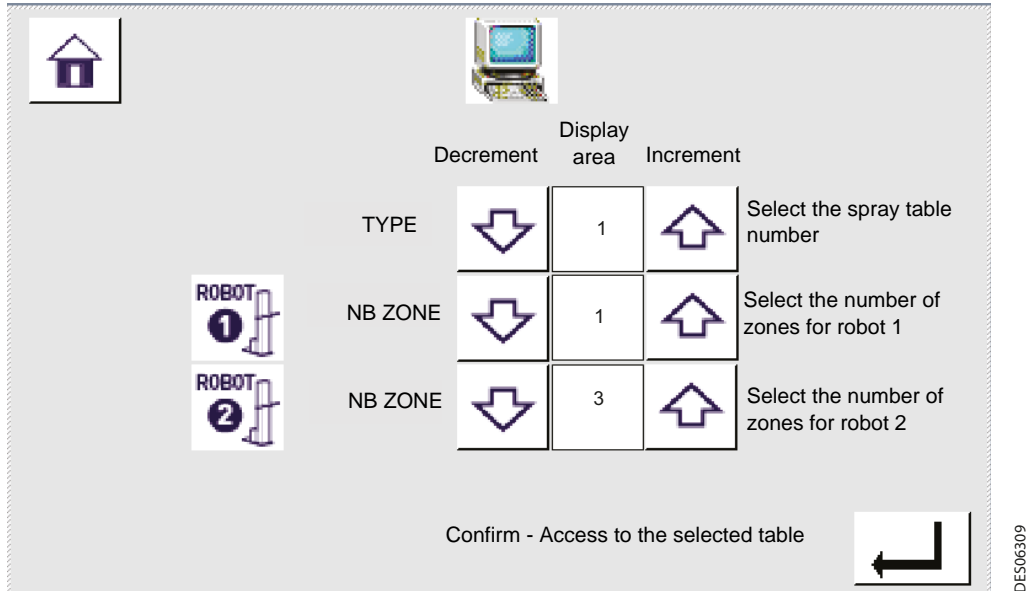 Display
Decrement area Increment
TYPE 1 Select the spray table
number
ROBOT
1 NB ZONE 1 Select the number of
zones for robot 1
ROBOT
2 NB ZONE 3 Select the number of
zones for robot 2
Confirm - Access to the selected table
DES06309